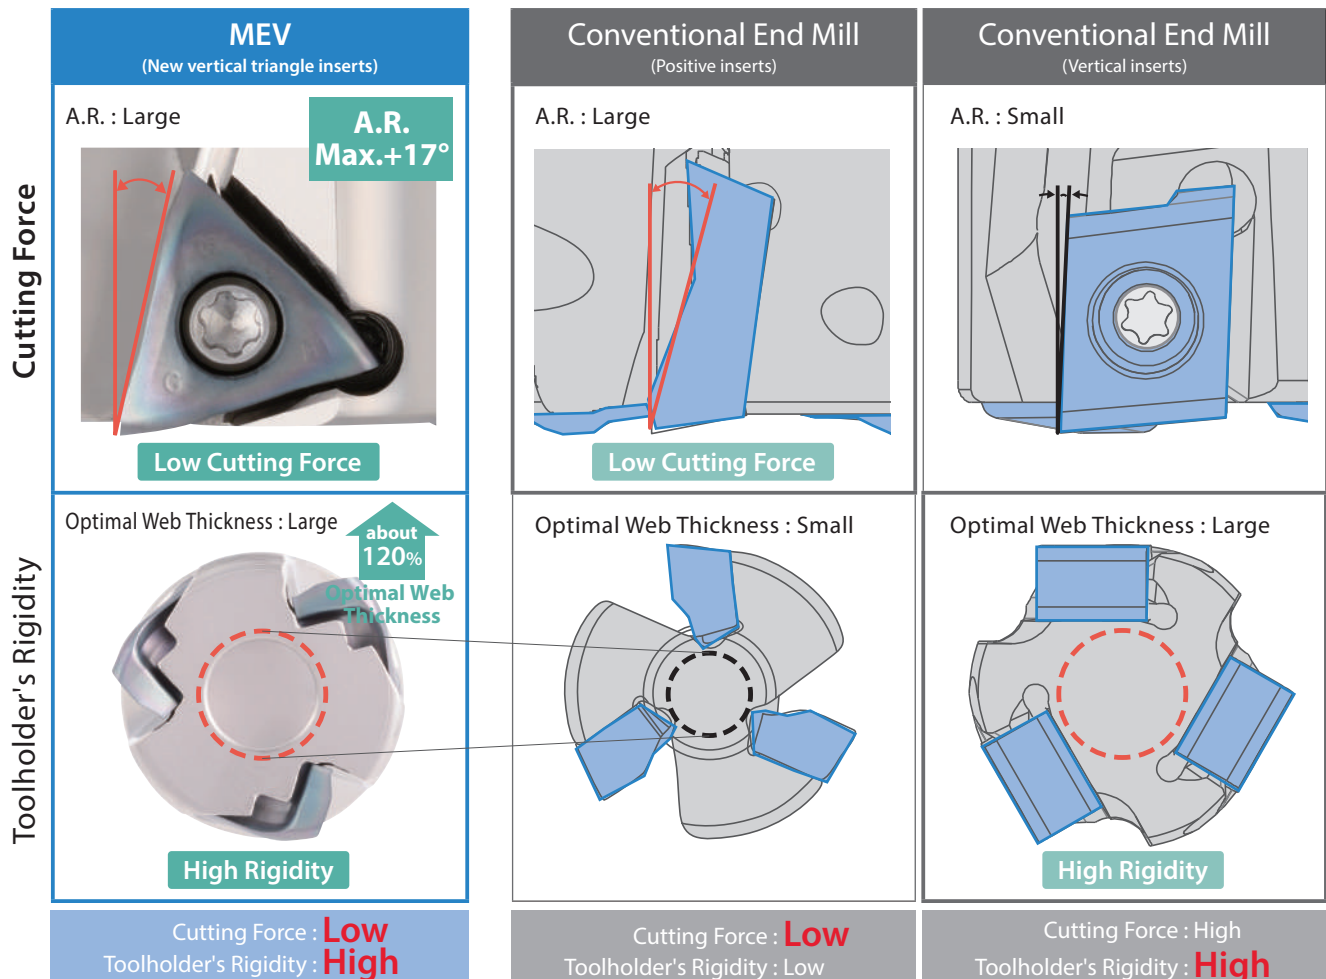 MEV
(New vertical triangle inserts)
Conventional End Mill
(Positive inserts)
Conventional End Mill
(Vertical inserts)
Cutting Force
A.R. : Large
A.R.
Max.+17°
Low Cutting Force
A.R. : Large
Low Cutting Force
A.R. : Small
Toolholder's Rigidity
Optimal Web Thickness : Large
about
120%
Optimal Web
Thickness
High Rigidity
Optimal Web Thickness : Small
Optimal Web Thickness : Large
High Rigidity
Cutting Force : Low
Toolholder's Rigidity : High
Cutting Force : Low
Toolholder's Rigidity : Low
Cutting Force : High
Toolholder's Rigidity : High